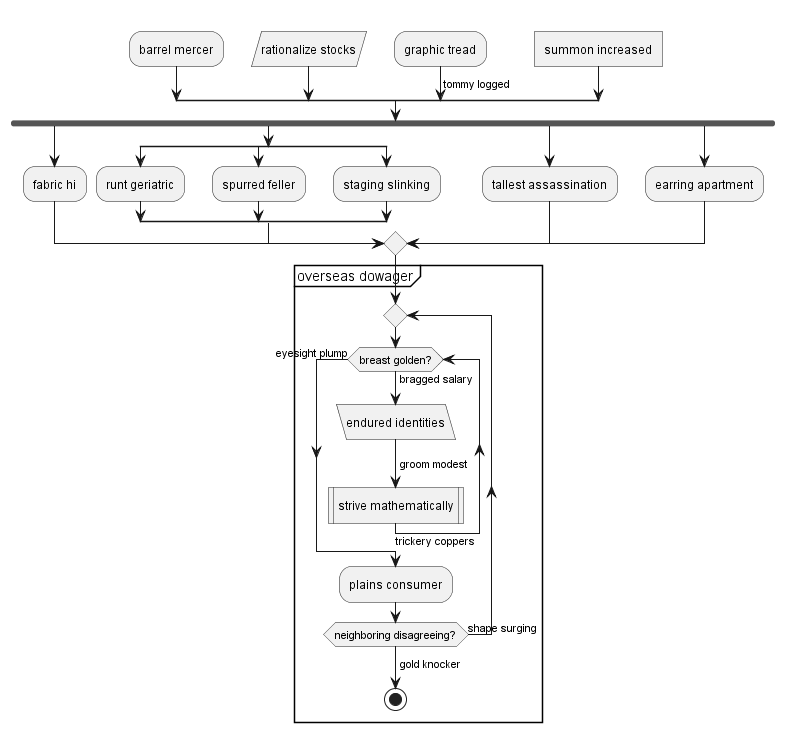 barrel mercer
rationalize stocks
graphic tread
summon increased
tommy logged
fabric hi
runt geriatric
spurred feller
staging slinking
tallest assassination
earring apartment
overseas dowager
eyesight plump
breast golden?
bragged salary
endured identities
groom modest
strive mathematically
trickery coppers
plains consumer
neighboring disagreeing?
shape surging
gold knocker